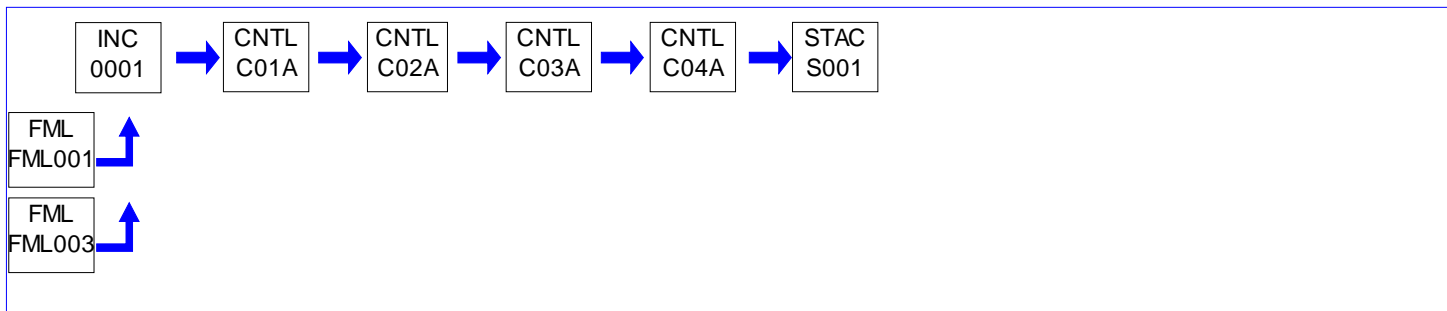 INC
0001
CNTL
C01A
CNTL
C02A
CNTL
C03A
CNTL
C04A
STAC
S001
FML
FML001
FML
FML003